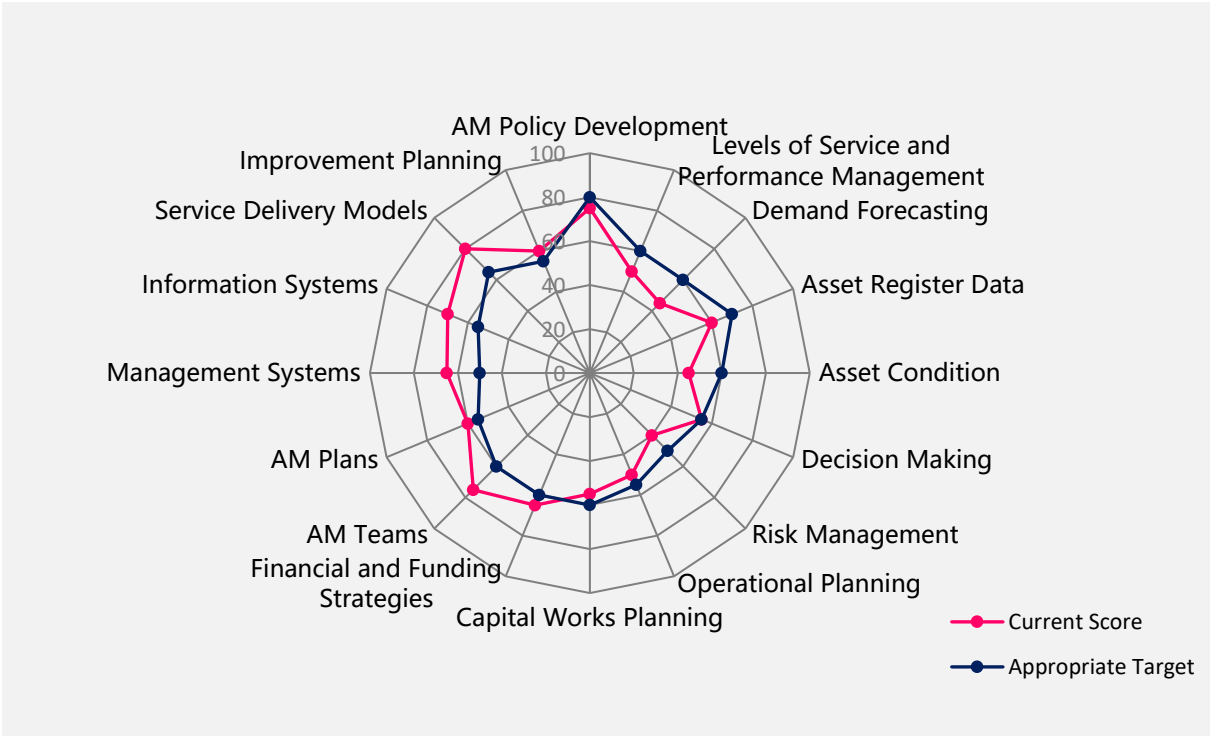 AM Policy Development
Levels of Service and
Performance Management
Demand Forecasting
Asset Register Data
Asset Condition
Decision Making
Risk Management
Operational Planning
Capital Works Planning
Financial and Funding
Strategies
AM Teams
AM Plans
Management Systems
Information Systems
Service Delivery Models
Improvement Planning
100
80
60
40
20
0
Current Score
Appropriate Target